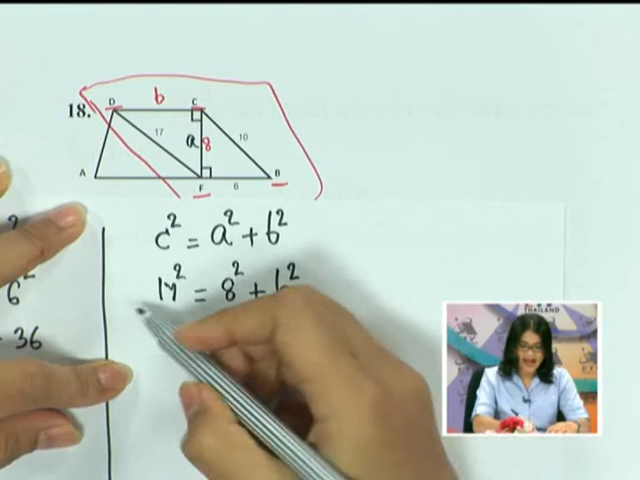 18.
D b C
17 a 8 10
A F 6 B
c² = a² + b²
17² = 8² + b²
6²
36
THAILAND